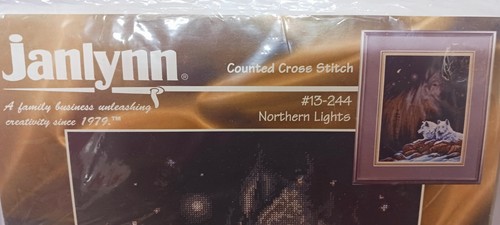 Janlynn®
A family business unleashing
creativity since 1979.™
Counted Cross Stitch
#13-244
Northern Lights